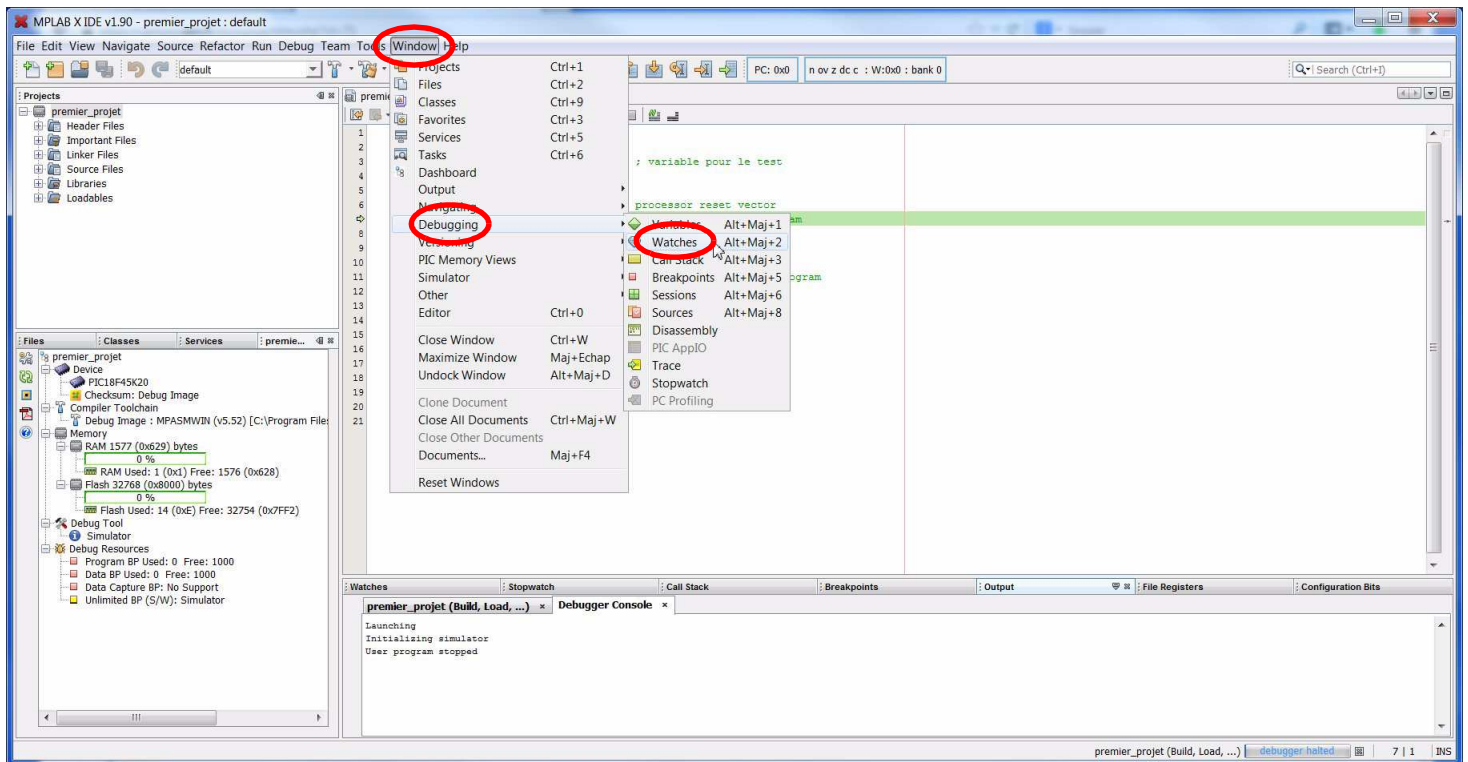 MPLAB X IDE v1.90 - premier_projet : default
File Edit View Navigate Source Refactor Run Debug Team Tools Window Help
default
PC: 0x0
n ov z dc c : W:0x0 : bank 0
Search (Ctrl+I)
Projects
premier_projet
Header Files
Important Files
Linker Files
Source Files
Libraries
Loadables
Files
Classes
Services
premie...
premier_projet
Device
PIC18F45K20
Checksum: Debug Image
Compiler Toolchain
Debug Image : MPASMWIN (v5.52) [C:\Program File
Memory
RAM 1577 (0x629) bytes
0 %
RAM Used: 1 (0x1) Free: 1576 (0x628)
Flash 32768 (0x8000) bytes
0 %
Flash Used: 14 (0xE) Free: 32754 (0x7FF2)
Debug Tool
Simulator
Debug Resources
Program BP Used: 0 Free: 1000
Data BP Used: 0 Free: 1000
Data Capture BP: No Support
Unlimited BP (S/W): Simulator
Projects Ctrl+1
Files Ctrl+2
Classes Ctrl+9
Favorites Ctrl+3
Services Ctrl+5
Tasks Ctrl+6
Dashboard
Output
Navigating
Debugging
Versioning
PIC Memory Views
Simulator
Other
Editor Ctrl+0
Close Window Ctrl+W
Maximize Window Maj+Echap
Undock Window Alt+Maj+D
Clone Document
Close All Documents Ctrl+Maj+W
Close Other Documents
Documents... Maj+F4
Reset Windows
Variables Alt+Maj+1
Watches Alt+Maj+2
Call Stack Alt+Maj+3
Breakpoints Alt+Maj+5
Sessions Alt+Maj+6
Sources Alt+Maj+8
Disassembly
PIC AppIO
Trace
Stopwatch
PC Profiling
premi
1
2
3
; variable pour le test
4
5
6
processor reset vector
am
8
9
10
11
ogram
12
13
14
15
16
17
18
19
20
21
Watches
Stopwatch
Call Stack
Breakpoints
Output
File Registers
Configuration Bits
premier_projet (Build, Load, ...)
Debugger Console
Launching
Initializing simulator
User program stopped
premier_projet (Build, Load, ...)
debugger halted
7 | 1
INS